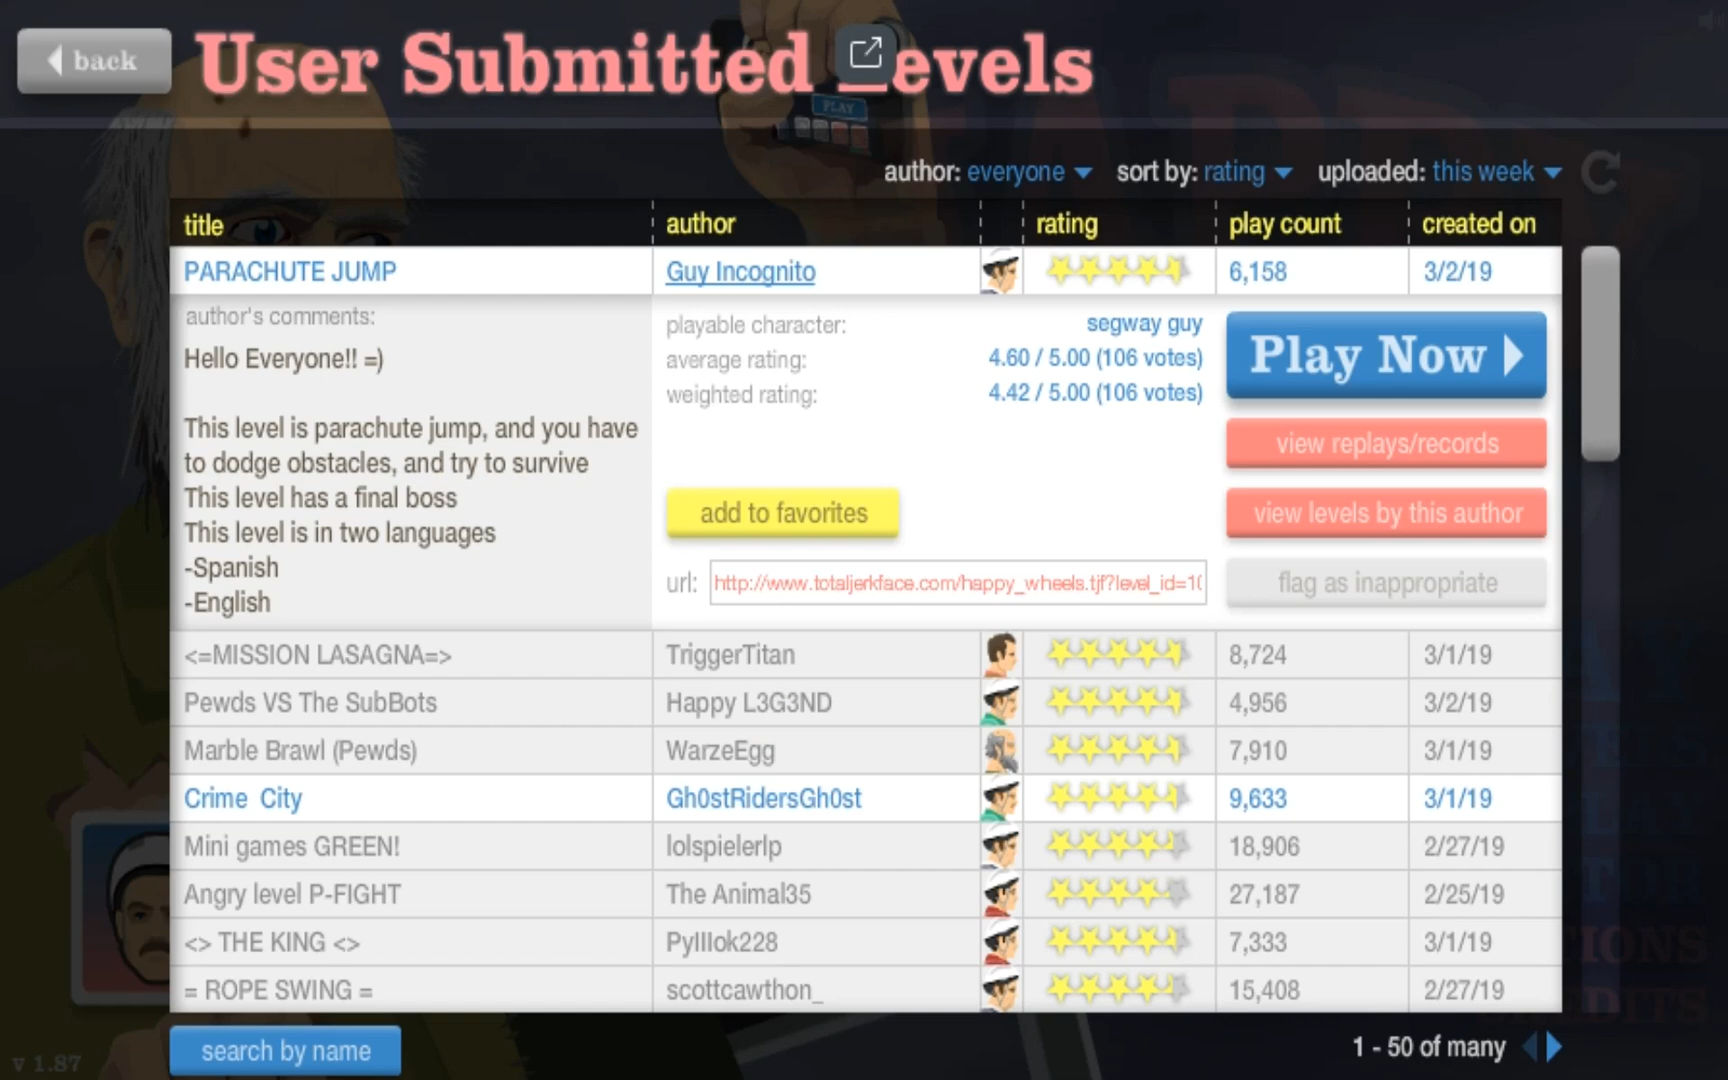 back
User Submitted Levels
PLAY
author: everyone sort by: rating uploaded: this week
title author rating play count created on
PARACHUTE JUMP Guy Incognito 6,158 3/2/19
author's comments:
Hello Everyone!! =)
This level is parachute jump, and you have
to dodge obstacles, and try to survive
This level has a final boss
This level is in two languages
-Spanish
-English
playable character: segway guy
average rating: 4.60 / 5.00 (106 votes)
weighted rating: 4.42 / 5.00 (106 votes)
add to favorites
url: http://www.totaljerkface.com/happy_wheels.tjf?level_id=1(
Play Now
view replays/records
view levels by this author
flag as inappropriate
<=MISSION LASAGNA=> TriggerTitan 8,724 3/1/19
Pewds VS The SubBots Happy L3G3ND 4,956 3/2/19
Marble Brawl (Pewds) WarzeEgg 7,910 3/1/19
Crime City Gh0stRidersGh0st 9,633 3/1/19
Mini games GREEN! lolspielerlp 18,906 2/27/19
Angry level P-FIGHT The Animal35 27,187 2/25/19
<> THE KING <> PyIIIok228 7,333 3/1/19
= ROPE SWING = scottcawthon_ 15,408 2/27/19
search by name
1 - 50 of many
v 1.87